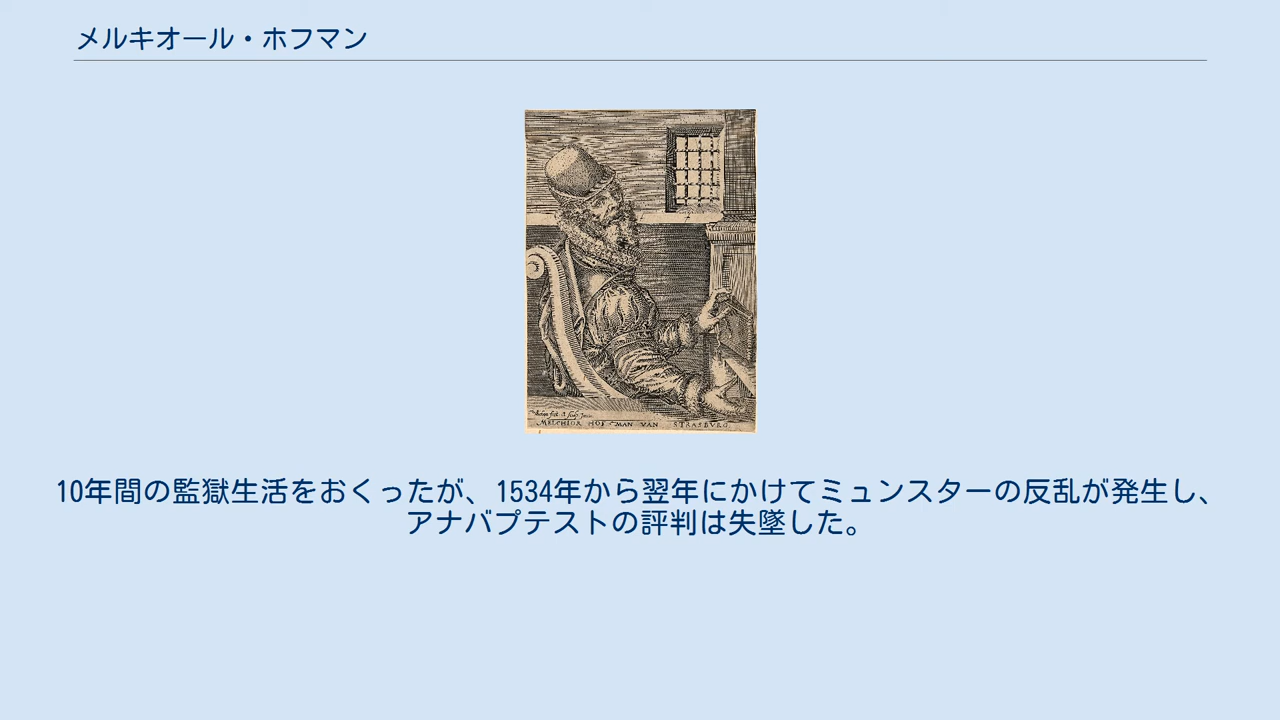 メルキオール・ホフマン
MELCHIOR HOF MAN VAN STRASBVRG
10年間の監獄生活をおくったが、1534年から翌年にかけてミュンスターの反乱が発生し、
アナバプテストの評判は失墜した。